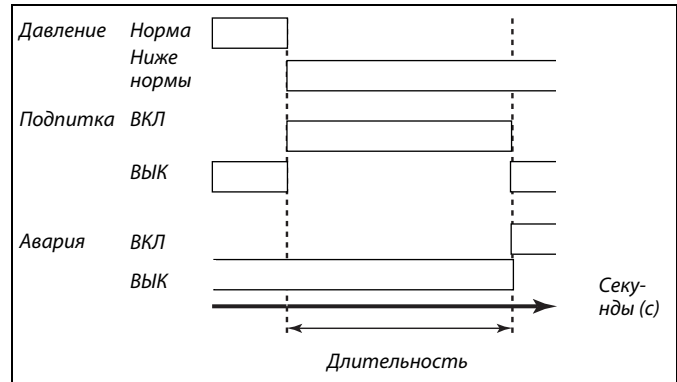 Давление Норма
Ниже
нормы
Подпитка ВКЛ
ВЫК
Авария ВКЛ
ВЫК
Секу-
нды (с)
Длительность